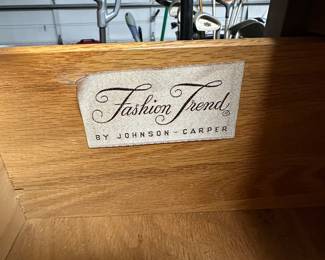 Fashion Trend
BY JOHNSON-CARPER